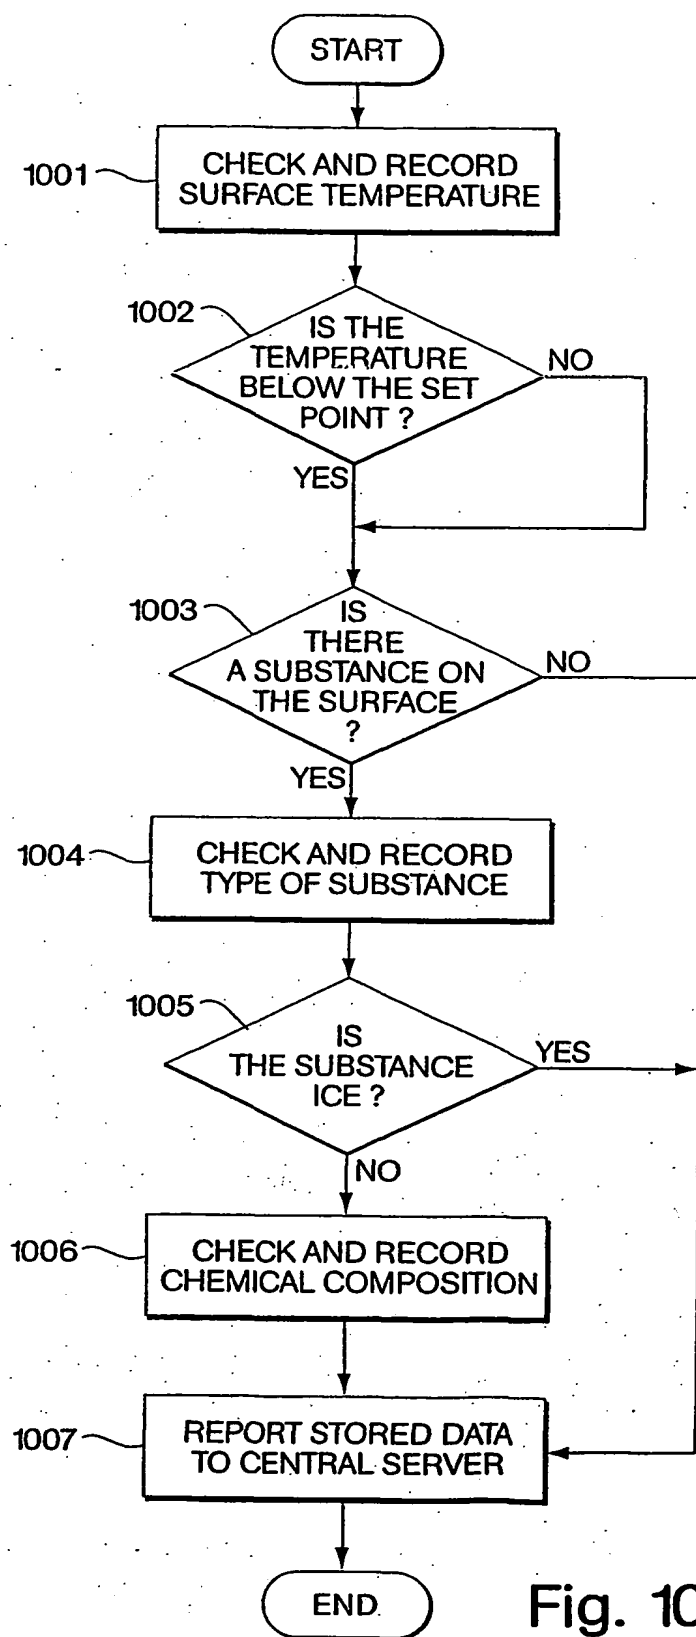 START
1001
CHECK AND RECORD
SURFACE TEMPERATURE
1002
IS THE
TEMPERATURE
BELOW THE SET
POINT ?
NO
YES
1003
IS
THERE
A SUBSTANCE ON
THE SURFACE
?
NO
YES
1004
CHECK AND RECORD
TYPE OF SUBSTANCE
1005
IS
THE SUBSTANCE
ICE ?
YES
NO
1006
CHECK AND RECORD
CHEMICAL COMPOSITION
1007
REPORT STORED DATA
TO CENTRAL SERVER
END
Fig. 10